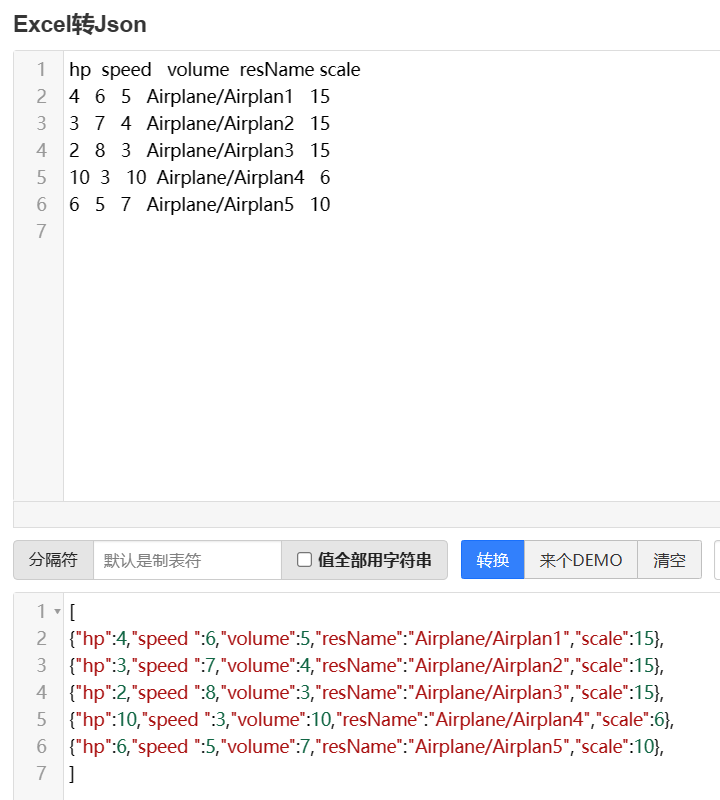 Excel转Json
1 hp speed volume resName scale
2 4 6 5 Airplane/Airplan1 15
3 3 7 4 Airplane/Airplan2 15
4 2 8 3 Airplane/Airplan3 15
5 10 3 10 Airplane/Airplan4 6
6 6 5 7 Airplane/Airplan5 10
7
分隔符 默认是制表符 值全部用字符串 转换 来个DEMO 清空
1 [
2 {"hp":4,"speed ":6,"volume":5,"resName":"Airplane/Airplan1","scale":15},
3 {"hp":3,"speed ":7,"volume":4,"resName":"Airplane/Airplan2","scale":15},
4 {"hp":2,"speed ":8,"volume":3,"resName":"Airplane/Airplan3","scale":15},
5 {"hp":10,"speed ":3,"volume":10,"resName":"Airplane/Airplan4","scale":6},
6 {"hp":6,"speed ":5,"volume":7,"resName":"Airplane/Airplan5","scale":10},
7 ]